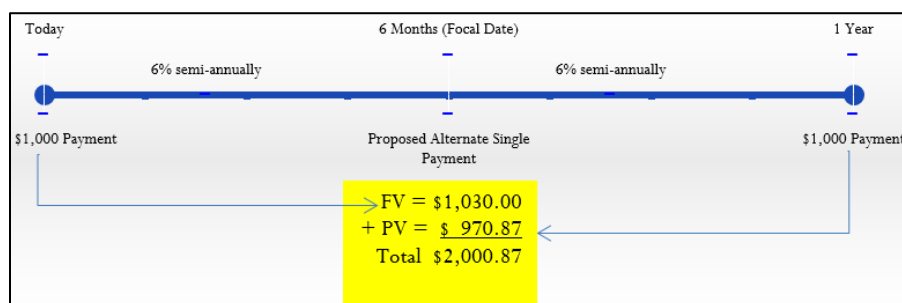 Today 6 Months (Focal Date) 1 Year
6% semi-annually 6% semi-annually
$1,000 Payment Proposed Alternate Single $1,000 Payment
Payment
FV = $1,030.00
+ PV = $ 970.87
Total $2,000.87